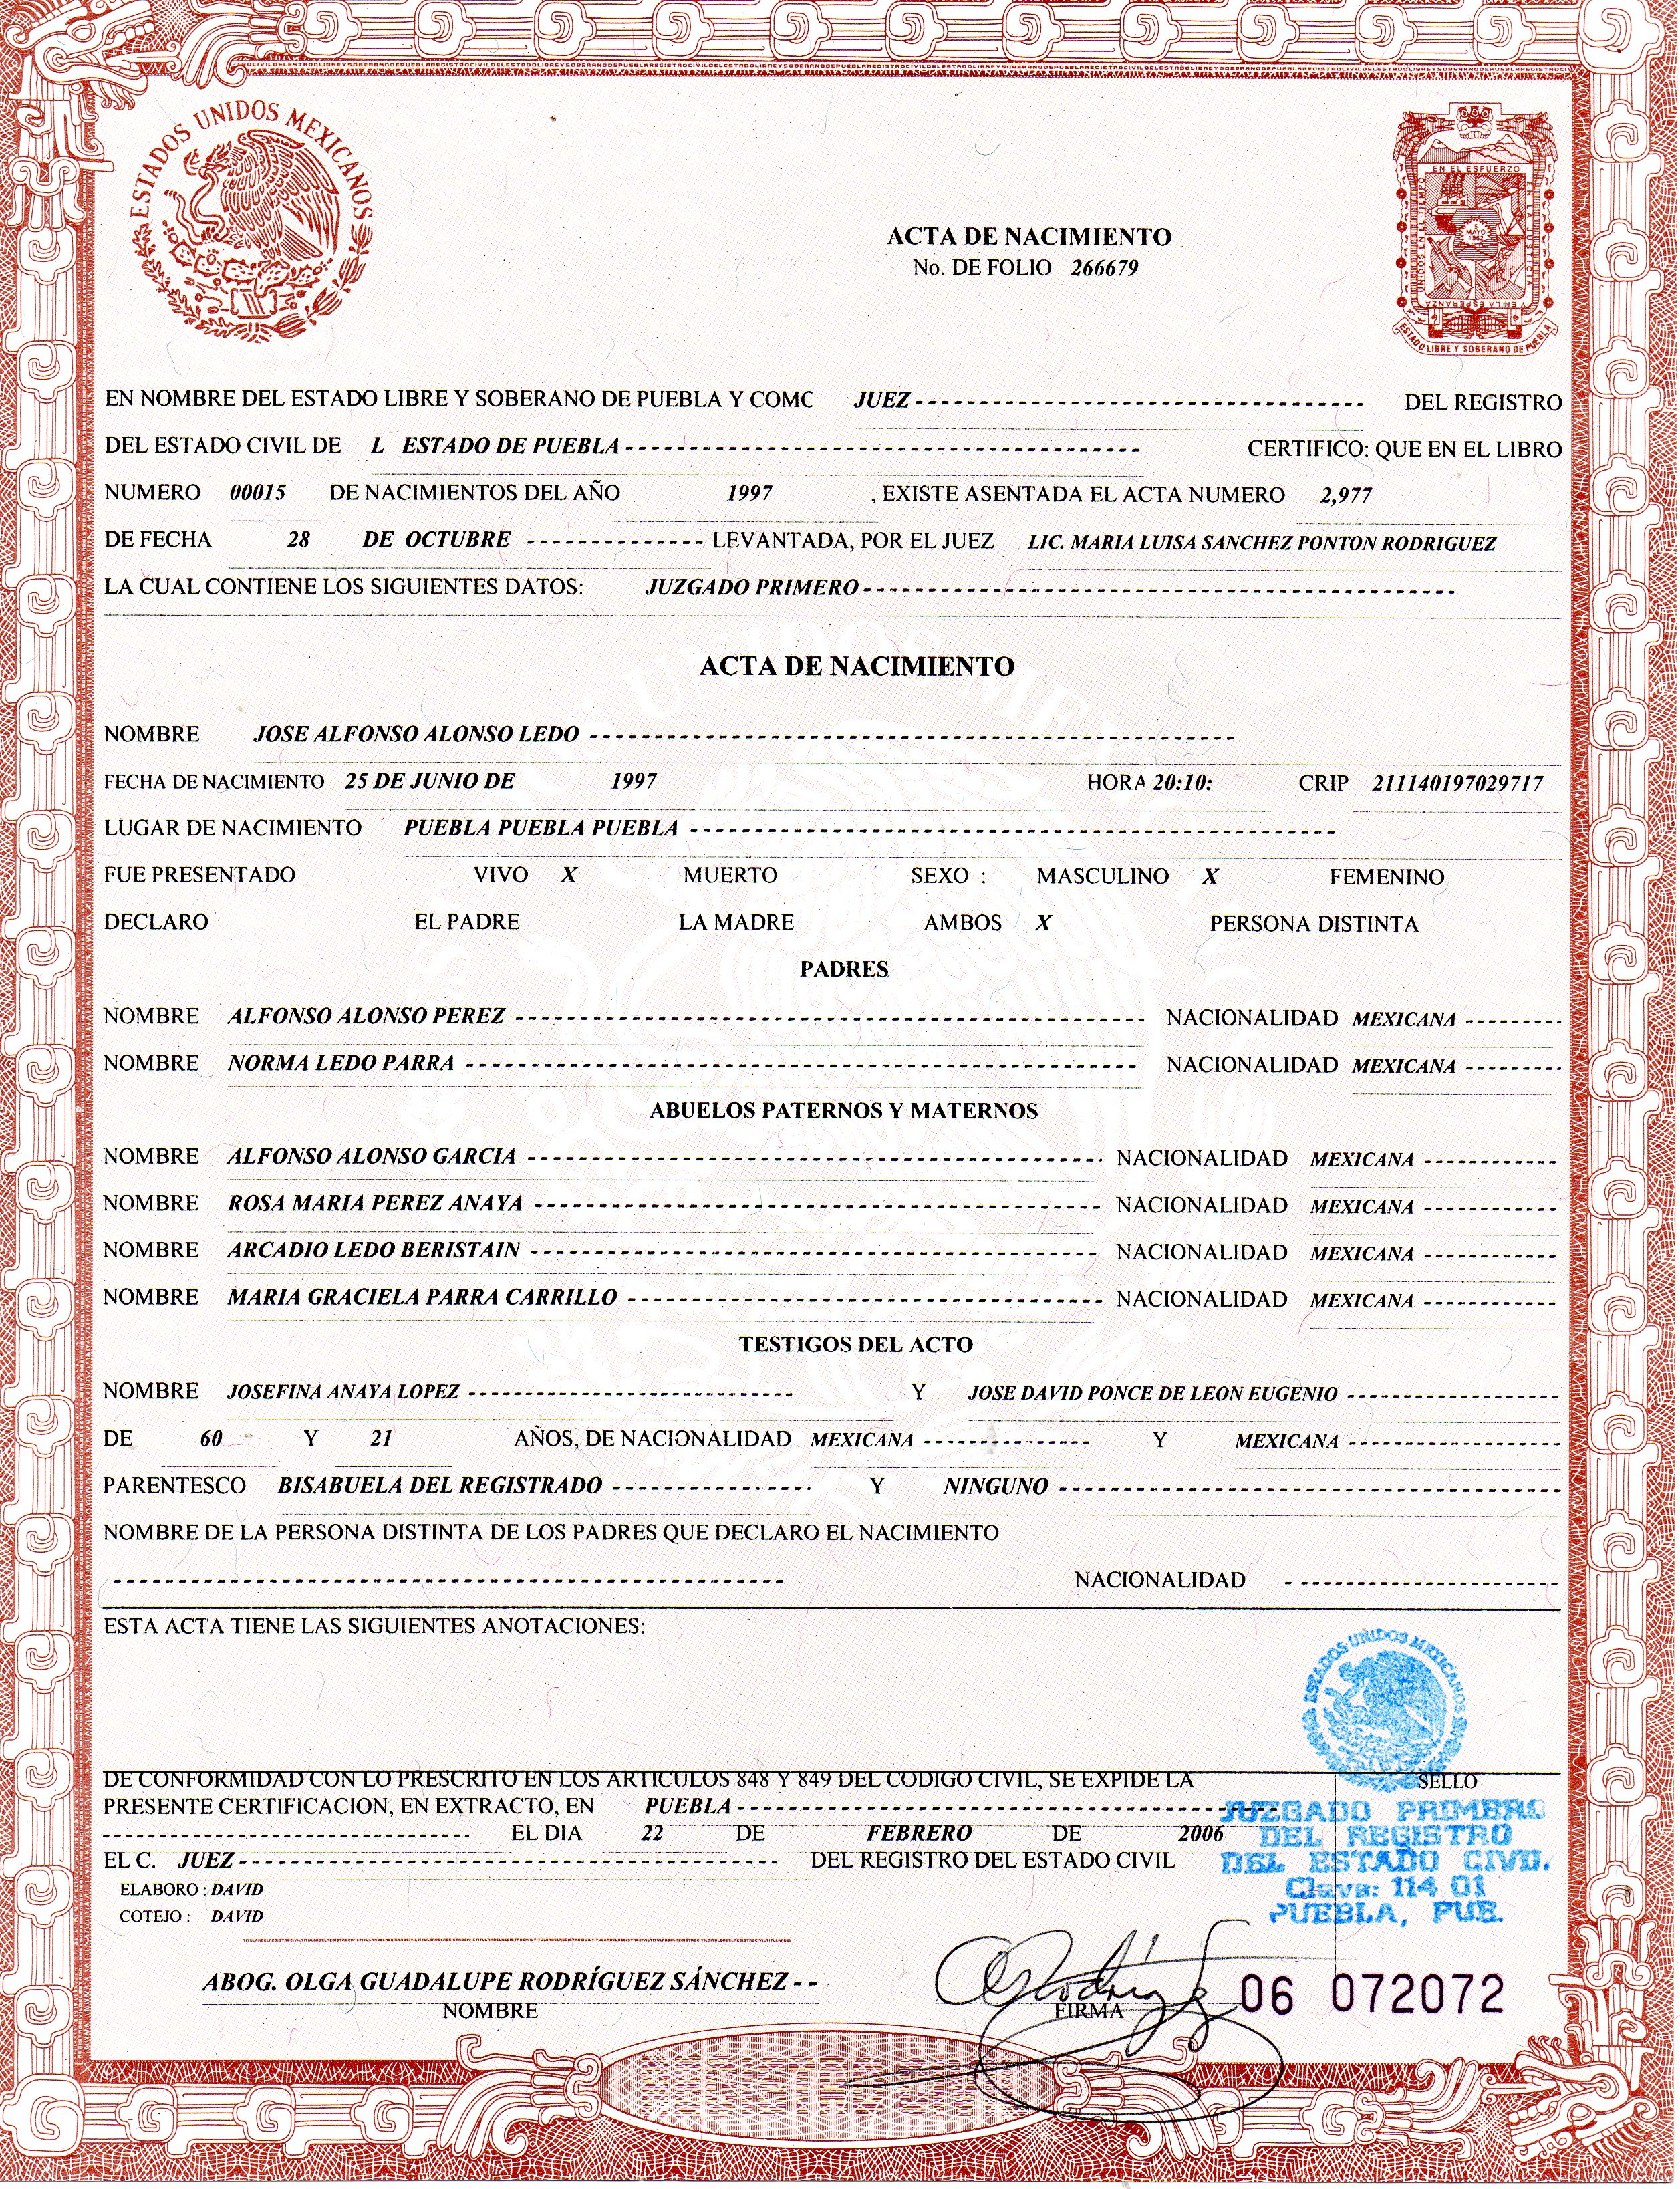 ESTADOS UNIDOS MEXICANOS
EN EL ESFUERZO
EN LA JUSTICIA
Y EN LA ESPERANZA
UNIDOS EN EL TIEMPO
MAYO
1862
ESTADO LIBRE Y SOBERANO DE PUEBLA
ACTA DE NACIMIENTO
No. DE FOLIO 266679
EN NOMBRE DEL ESTADO LIBRE Y SOBERANO DE PUEBLA Y COMO JUEZ DEL REGISTRO
DEL ESTADO CIVIL DE L ESTADO DE PUEBLA CERTIFICO: QUE EN EL LIBRO
NUMERO 00015 DE NACIMIENTOS DEL AÑO 1997 , EXISTE ASENTADA EL ACTA NUMERO 2,977
DE FECHA 28 DE OCTUBRE LEVANTADA, POR EL JUEZ LIC. MARIA LUISA SANCHEZ PONTON RODRIGUEZ
LA CUAL CONTIENE LOS SIGUIENTES DATOS: JUZGADO PRIMERO
ACTA DE NACIMIENTO
NOMBRE JOSE ALFONSO ALONSO LEDO
FECHA DE NACIMIENTO 25 DE JUNIO DE 1997 HORA 20:10: CRIP 211140197029717
LUGAR DE NACIMIENTO PUEBLA PUEBLA PUEBLA
FUE PRESENTADO VIVO X MUERTO SEXO : MASCULINO X FEMENINO
DECLARO EL PADRE LA MADRE AMBOS X PERSONA DISTINTA
PADRES
NOMBRE ALFONSO ALONSO PEREZ NACIONALIDAD MEXICANA
NOMBRE NORMA LEDO PARRA NACIONALIDAD MEXICANA
ABUELOS PATERNOS Y MATERNOS
NOMBRE ALFONSO ALONSO GARCIA NACIONALIDAD MEXICANA
NOMBRE ROSA MARIA PEREZ ANAYA NACIONALIDAD MEXICANA
NOMBRE ARCADIO LEDO BERISTAIN NACIONALIDAD MEXICANA
NOMBRE MARIA GRACIELA PARRA CARRILLO NACIONALIDAD MEXICANA
TESTIGOS DEL ACTO
NOMBRE JOSEFINA ANAYA LOPEZ Y JOSE DAVID PONCE DE LEON EUGENIO
DE 60 Y 21 AÑOS, DE NACIONALIDAD MEXICANA Y MEXICANA
PARENTESCO BISABUELA DEL REGISTRADO Y NINGUNO
NOMBRE DE LA PERSONA DISTINTA DE LOS PADRES QUE DECLARO EL NACIMIENTO
NACIONALIDAD
ESTA ACTA TIENE LAS SIGUIENTES ANOTACIONES:
ESTADOS UNIDOS MEXICANOS
DE CONFORMIDAD CON LO PRESCRITO EN LOS ARTICULOS 848 Y 849 DEL CODIGO CIVIL, SE EXPIDE LA
SELLO
PRESENTE CERTIFICACION, EN EXTRACTO, EN PUEBLA
EL DIA 22 DE FEBRERO DE 2006
EL C. JUEZ DEL REGISTRO DEL ESTADO CIVIL
JUZGADO PRIMERO
DEL REGISTRO
DEL ESTADO CIVIL.
Clave: 114 01
PUEBLA, PUE.
ELABORO : DAVID
COTEJO : DAVID
ABOG. OLGA GUADALUPE RODRÍGUEZ SÁNCHEZ
NOMBRE
FIRMA
06 072072